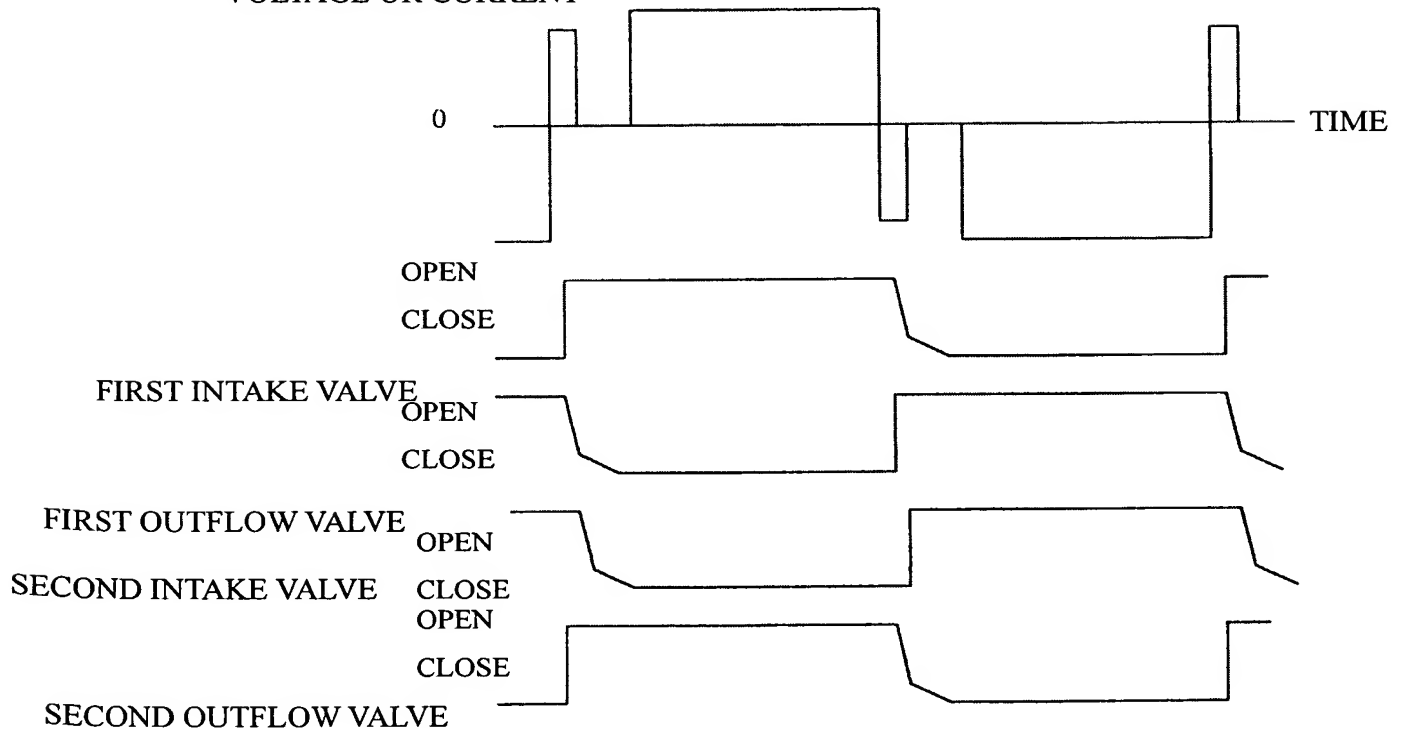 VOLTAGE OR CURRENT
0
TIME
OPEN
CLOSE
FIRST INTAKE VALVE
OPEN
CLOSE
FIRST OUTFLOW VALVE
OPEN
SECOND INTAKE VALVE
CLOSE
OPEN
CLOSE
SECOND OUTFLOW VALVE